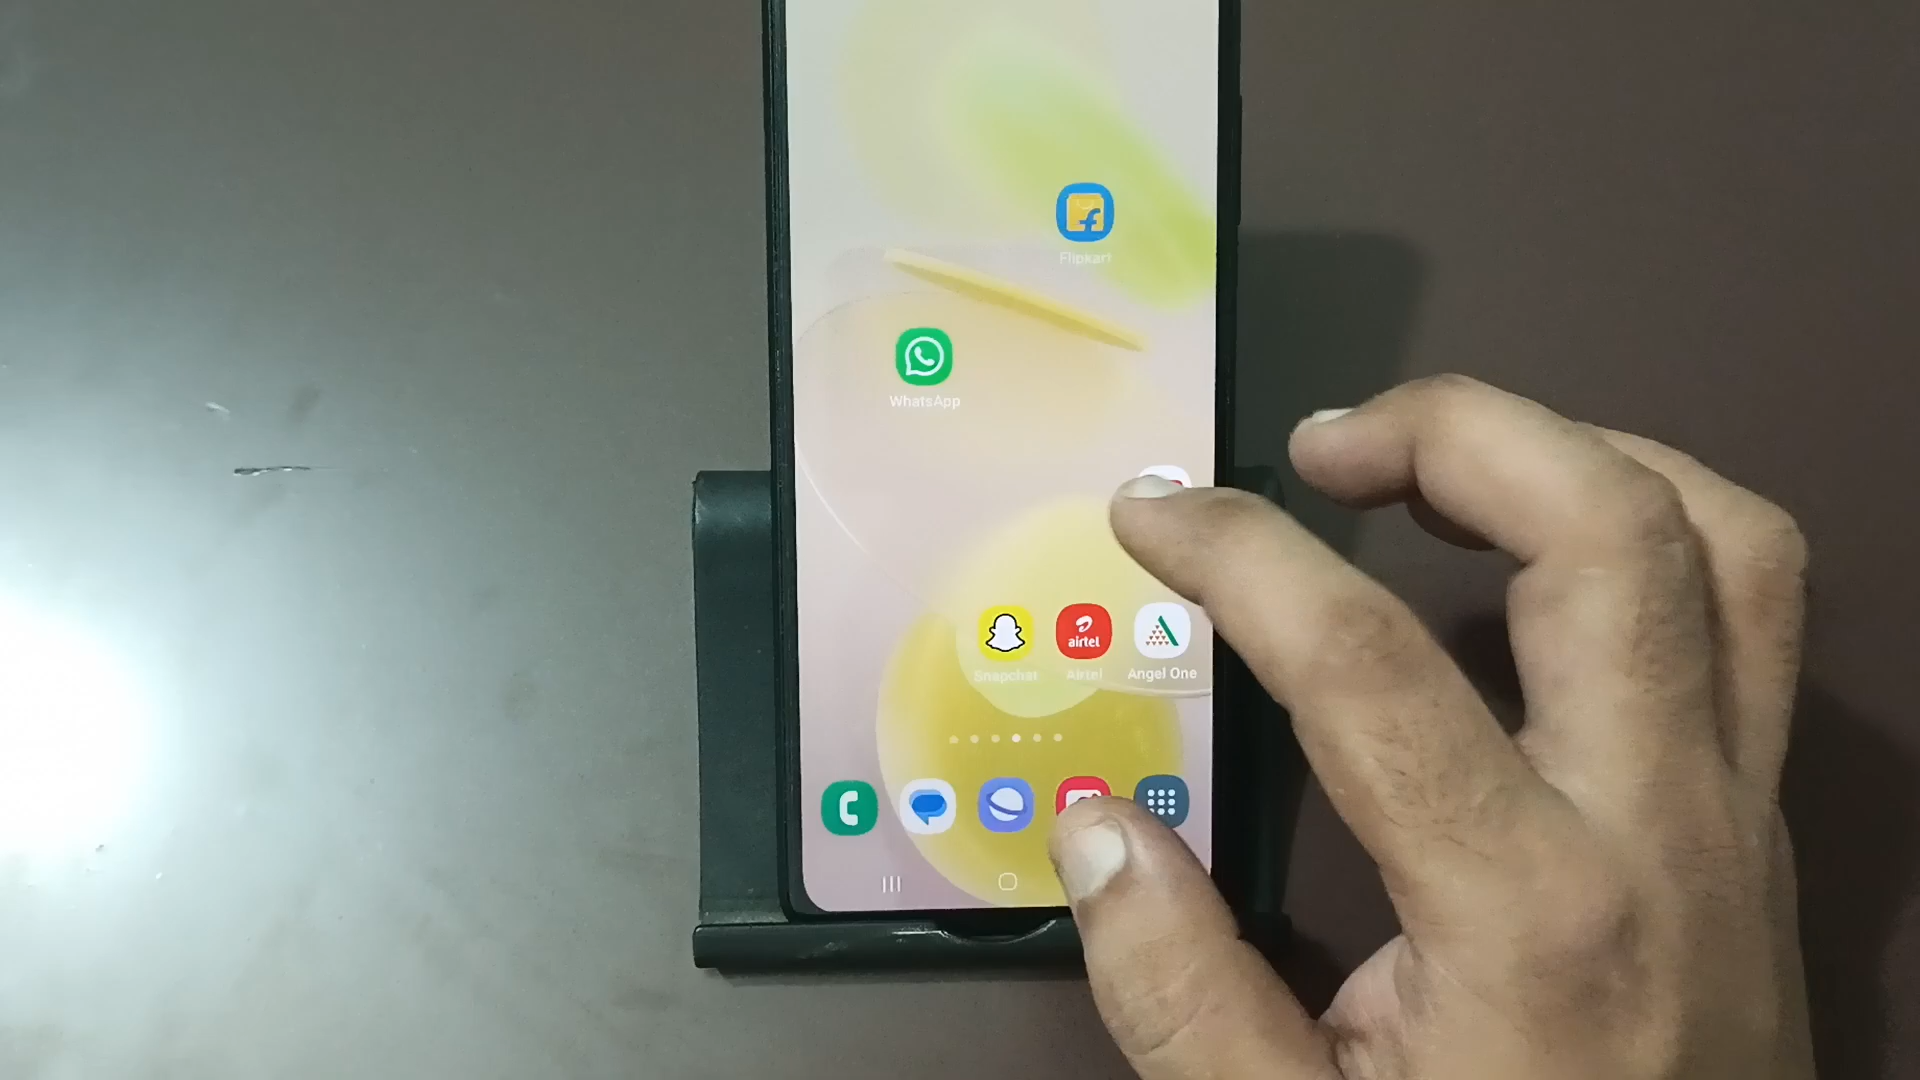 Flipkart
WhatsApp
airtel
Snapchat Airtel Angel One